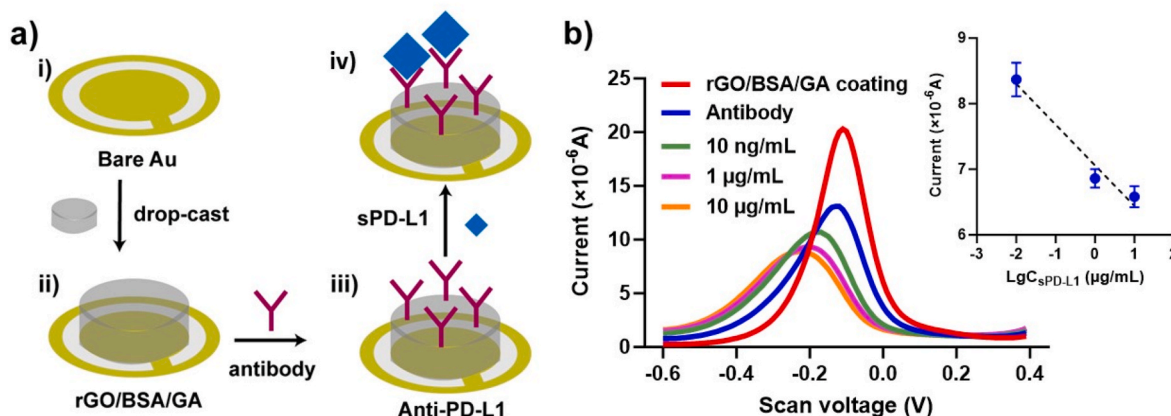 a)
i)
Bare Au
drop-cast
ii)
rGO/BSA/GA
antibody
iii)
Anti-PD-L1
sPD-L1
iv)
b)
Current (×10⁻⁶A)
25
20
15
10
5
0
-0.6
-0.4
-0.2
0.0
0.2
0.4
Scan voltage (V)
rGO/BSA/GA coating
Antibody
10 ng/mL
1 µg/mL
10 µg/mL
Current (×10⁻⁶A)
9
8
7
6
-3
-2
-1
0
1
2
LgC₍sPD-L1₎ (µg/mL)